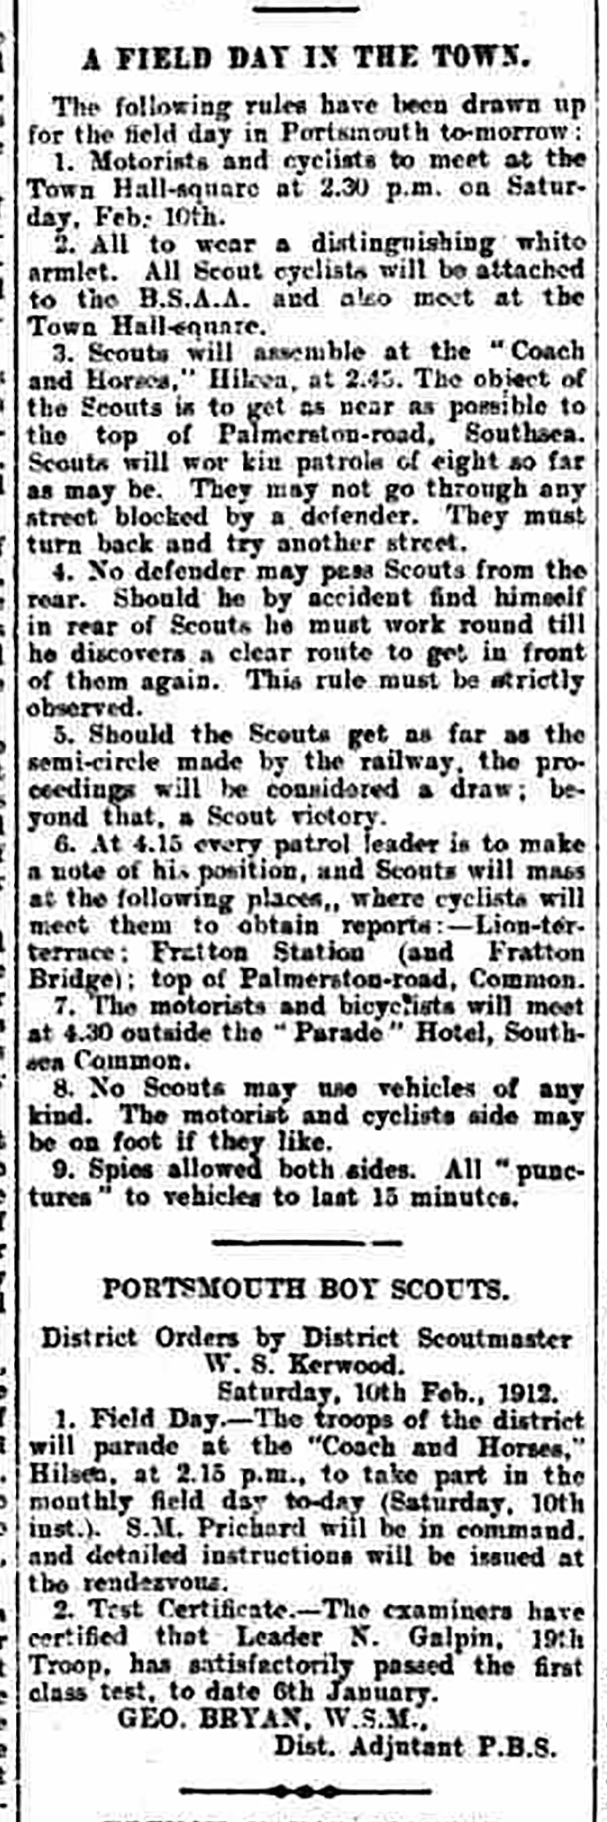 A FIELD DAY IN THE TOWN.
The following rules have been drawn up
for the field day in Portsmouth to-morrow:
1. Motorists and cyclists to meet at the
Town Hall-square at 2.30 p.m. on Satur-
day, Feb. 10th.
2. All to wear a distinguishing white
armlet. All Scout cyclists will be attached
to the B.S.A.A. and also meet at the
Town Hall-square.
3. Scouts will assemble at the "Coach
and Horses," Hilsea, at 2.45. The object of
the Scouts is to get as near as possible to
the top of Palmerston-road, Southsea.
Scouts will wor kin patrols of eight so far
as may be. They may not go through any
street blocked by a defender. They must
turn back and try another street.
4. No defender may pass Scouts from the
rear. Should he by accident find himself
in rear of Scouts he must work round till
he discovers a clear route to get in front
of them again. This rule must be strictly
observed.
5. Should the Scouts get as far as the
semi-circle made by the railway, the pro-
ceedings will be considered a draw; be-
yond that, a Scout victory.
6. At 4.15 every patrol leader is to make
a note of his position, and Scouts will mass
at the following places,, where cyclists will
meet them to obtain reports:—Lion-ter-
terrace; Fratton Station (and Fratton
Bridge); top of Palmerston-road, Common.
7. The motorists and bicyclists will meet
at 4.30 outside the "Parade" Hotel, South-
sea Common.
8. No Scouts may use vehicles of any
kind. The motorist and cyclists side may
be on foot if they like.
9. Spies allowed both sides. All "punc-
tures" to vehicles to last 15 minutes.
PORTSMOUTH BOY SCOUTS.
District Orders by District Scoutmaster
W. S. Kerwood.
Saturday, 10th Feb., 1912.
1. Field Day.—The troops of the district
will parade at the "Coach and Horses,"
Hilsea, at 2.15 p.m., to take part in the
monthly field day to-day (Saturday, 10th
inst.). S.M. Prichard will be in command,
and detailed instructions will be issued at
the rendezvous.
2. Test Certificate.—The examiners have
certified that Leader N. Galpin, 19th
Troop, has satisfactorily passed the first
class test, to date 6th January.
GEO. BRYAN, W.S.M.,
Dist. Adjutant P.B.S.